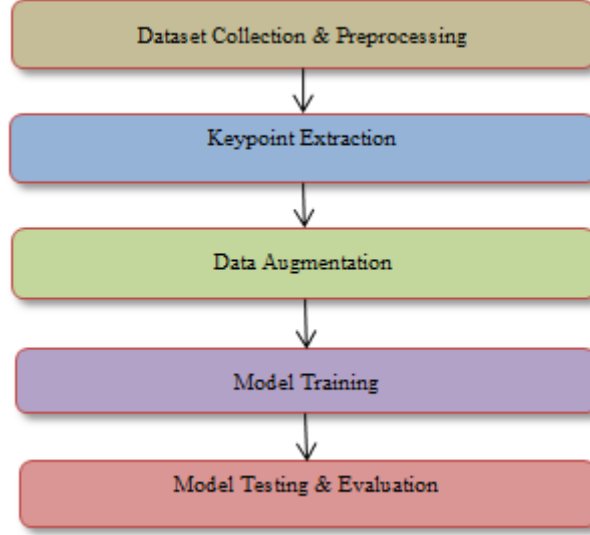 Dataset Collection & Preprocessing
Keypoint Extraction
Data Augmentation
Model Training
Model Testing & Evaluation